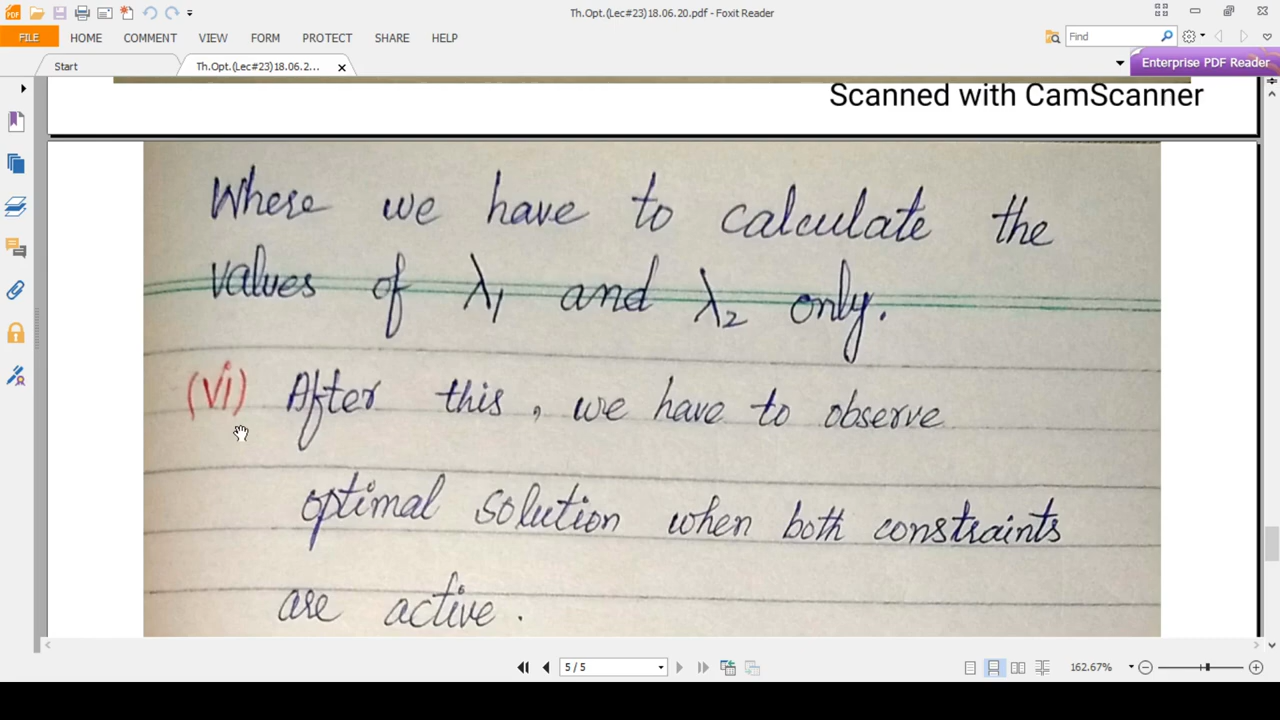 Th.Opt.(Lec#23)18.06.20.pdf - Foxit Reader
FILE HOME COMMENT VIEW FORM PROTECT SHARE HELP
Find
Start Th.Opt.(Lec#23)18.06.2...
Enterprise PDF Reader
Scanned with CamScanner
Where we have to calculate the
values of λ1 and λ2 only.
(vi) After this, we have to observe
optimal solution when both constraints
are active.
5 / 5
162.67%